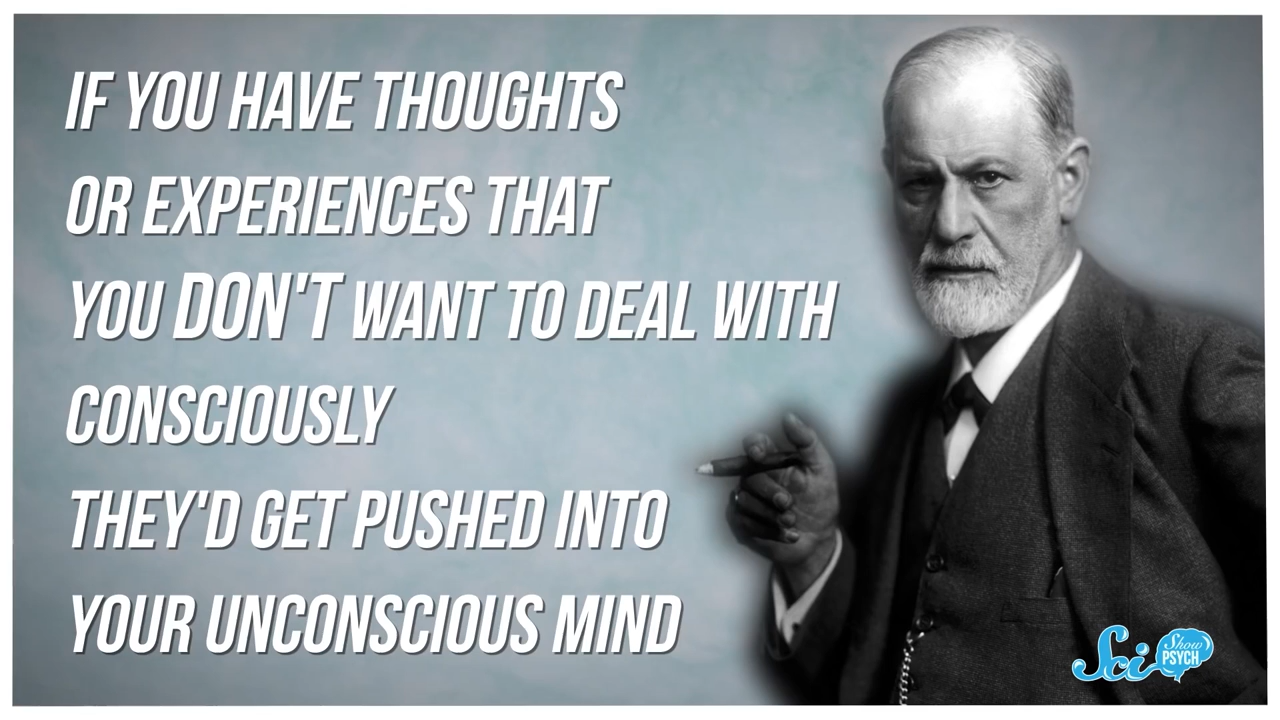 IF YOU HAVE THOUGHTS
OR EXPERIENCES THAT
YOU DON'T WANT TO DEAL WITH
CONSCIOUSLY
THEY'D GET PUSHED INTO
YOUR UNCONSCIOUS MIND
Sci Show
PSYCH